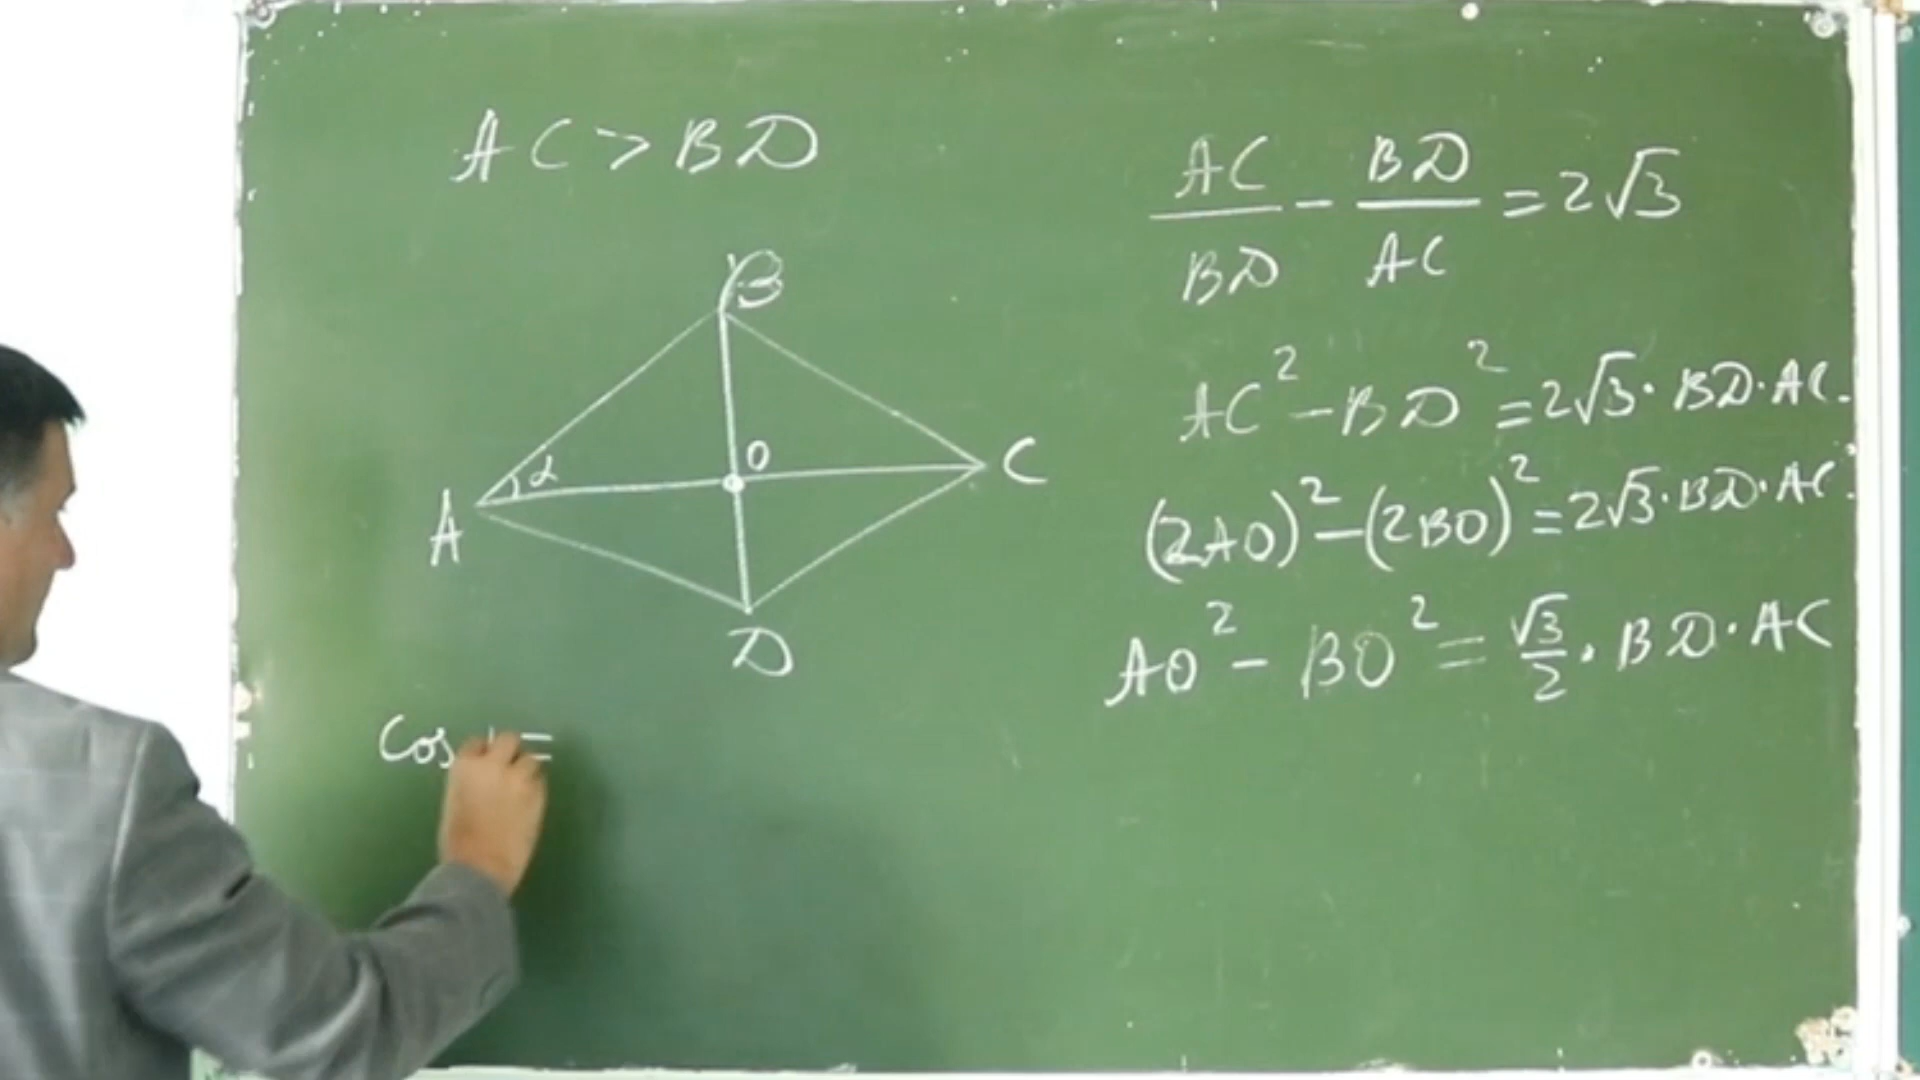 AC > BD
AC/BD - BD/AC = 2√3
B
AC² - BD² = 2√3 · BD · AC.
α
O
C
A
(2AO)² - (2BO)² = 2√3 · BD · AC.
D
AO² - BO² = √3/2 · BD · AC
Cos =